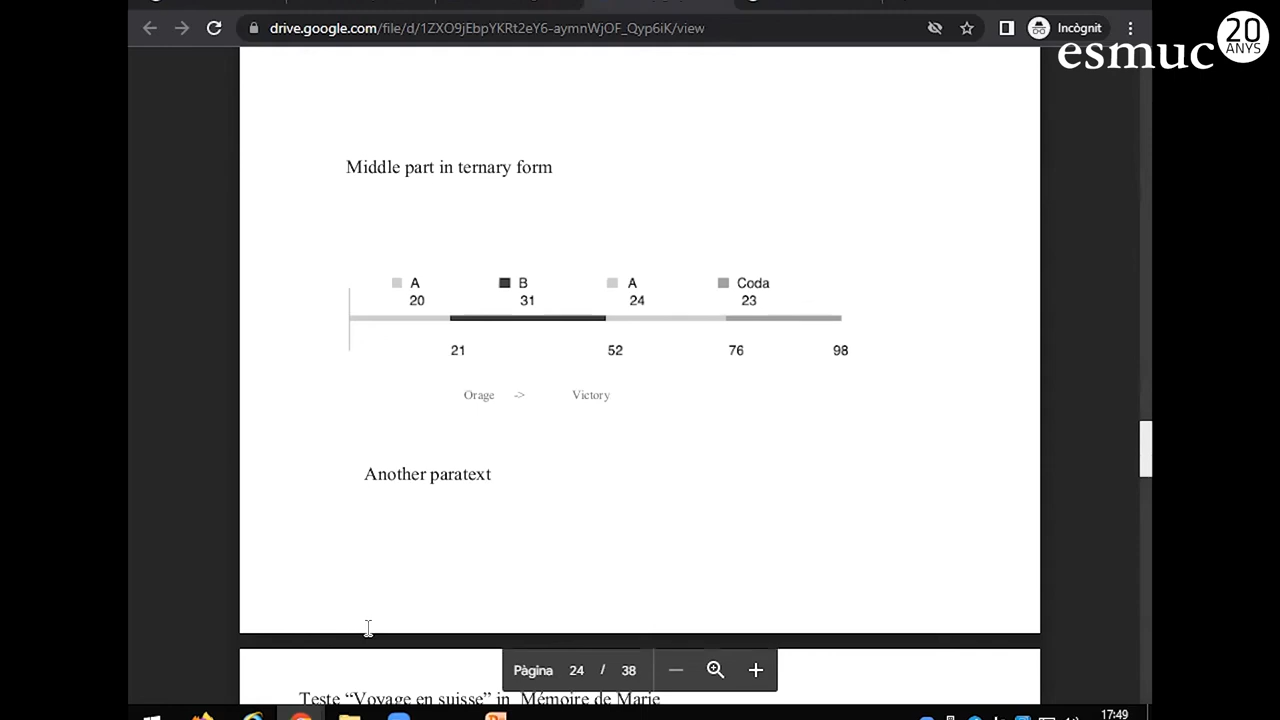 drive.google.com/file/d/1ZXO9jEbpYKRt2eY6-aymnWjOF_Qyp6iK/view
Incògnit
esmuc
20
ANYS
Middle part in ternary form
A B A Coda
20 31 24 23
21 52 76 98
Orage -> Victory
Another paratext
Pàgina 24 / 38
Teste “Voyage en suisse” in Mémoire de Marie
17:49